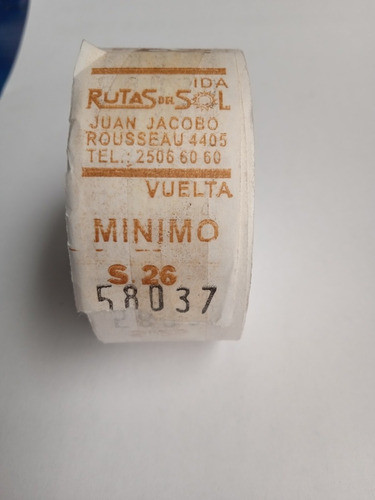 IDA
RUTAS DEL SOL
JUAN JACOBO
ROUSSEAU 4405
TEL.: 2506 60 60
VUELTA
MINIMO
S. 26
58037